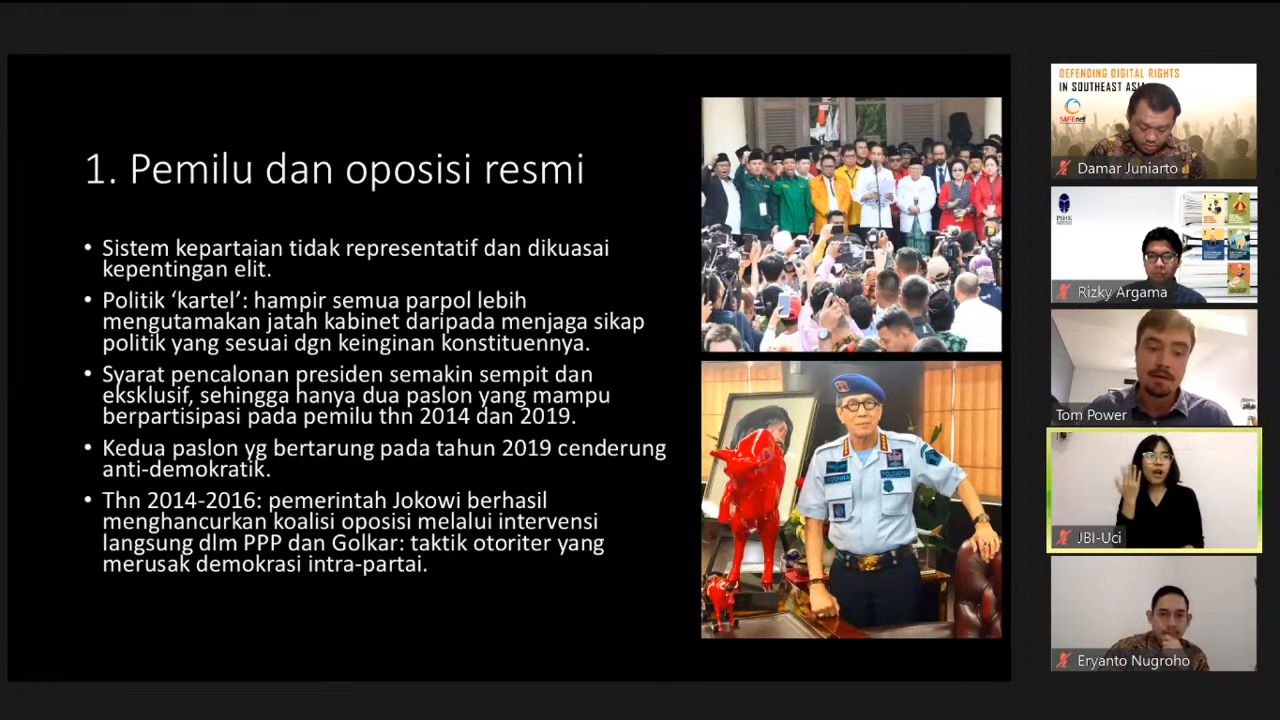 1. Pemilu dan oposisi resmi
• Sistem kepartaian tidak representatif dan dikuasai
kepentingan elit.
• Politik ‘kartel’: hampir semua parpol lebih
mengutamakan jatah kabinet daripada menjaga sikap
politik yang sesuai dgn keinginan konstituennya.
• Syarat pencalonan presiden semakin sempit dan
eksklusif, sehingga hanya dua paslon yang mampu
berpartisipasi pada pemilu thn 2014 dan 2019.
• Kedua paslon yg bertarung pada tahun 2019 cenderung
anti-demokratik.
• Thn 2014-2016: pemerintah Jokowi berhasil
menghancurkan koalisi oposisi melalui intervensi
langsung dlm PPP dan Golkar: taktik otoriter yang
merusak demokrasi intra-partai.
DEFENDING DIGITAL RIGHTS
IN SOUTHEAST ASIA
SAFEnet
Damar Juniarto
PSHK
Rizky Argama
Tom Power
JBI-Uci
Eryanto Nugroho